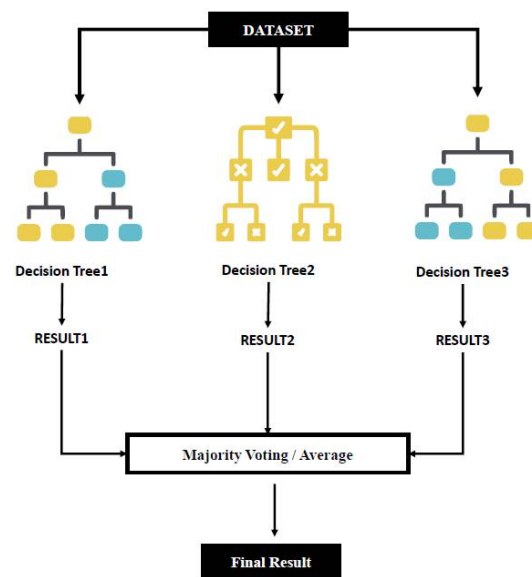 DATASET
Decision Tree1
Decision Tree2
Decision Tree3
RESULT1
RESULT2
RESULT3
Majority Voting / Average
Final Result